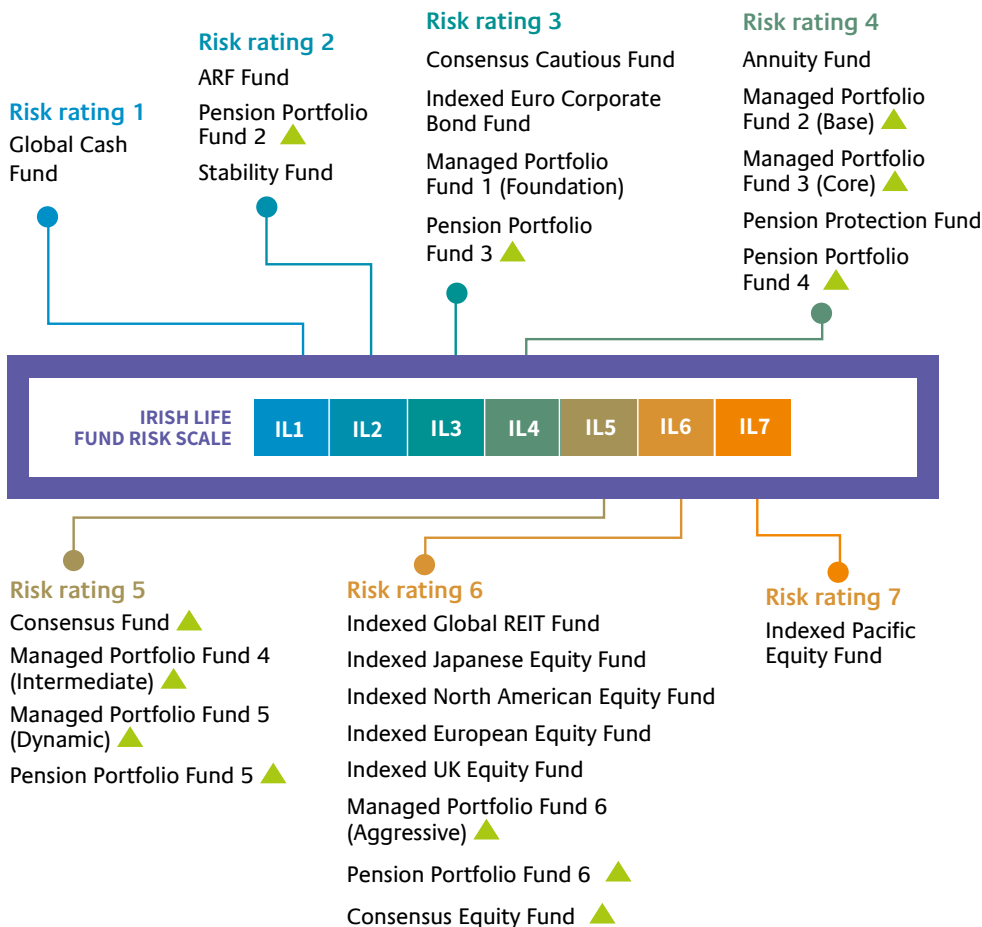 Risk rating 1
Global Cash
Fund
Risk rating 2
ARF Fund
Pension Portfolio
Fund 2
Stability Fund
Risk rating 3
Consensus Cautious Fund
Indexed Euro Corporate
Bond Fund
Managed Portfolio
Fund 1 (Foundation)
Pension Portfolio
Fund 3
Risk rating 4
Annuity Fund
Managed Portfolio
Fund 2 (Base)
Managed Portfolio
Fund 3 (Core)
Pension Protection Fund
Pension Portfolio
Fund 4
IRISH LIFE
FUND RISK SCALE
IL1 IL2 IL3 IL4 IL5 IL6 IL7
Risk rating 5
Consensus Fund
Managed Portfolio Fund 4
(Intermediate)
Managed Portfolio Fund 5
(Dynamic)
Pension Portfolio Fund 5
Risk rating 6
Indexed Global REIT Fund
Indexed Japanese Equity Fund
Indexed North American Equity Fund
Indexed European Equity Fund
Indexed UK Equity Fund
Managed Portfolio Fund 6
(Aggressive)
Pension Portfolio Fund 6
Consensus Equity Fund
Risk rating 7
Indexed Pacific
Equity Fund